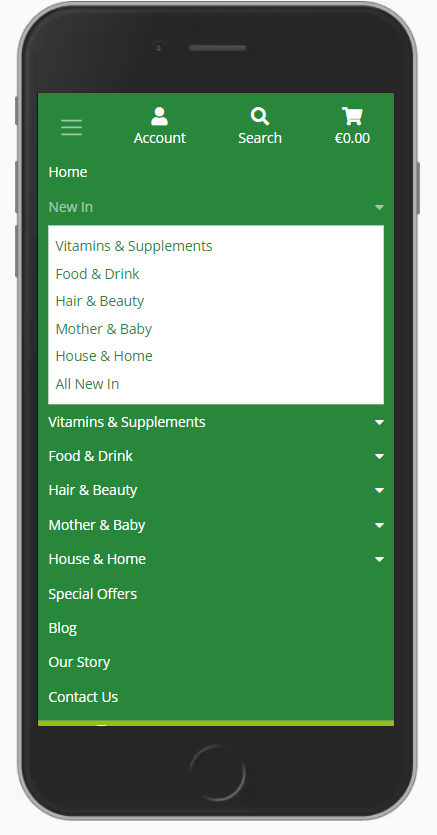 Account Search €0.00
Home
New In
Vitamins & Supplements
Food & Drink
Hair & Beauty
Mother & Baby
House & Home
All New In
Vitamins & Supplements
Food & Drink
Hair & Beauty
Mother & Baby
House & Home
Special Offers
Blog
Our Story
Contact Us